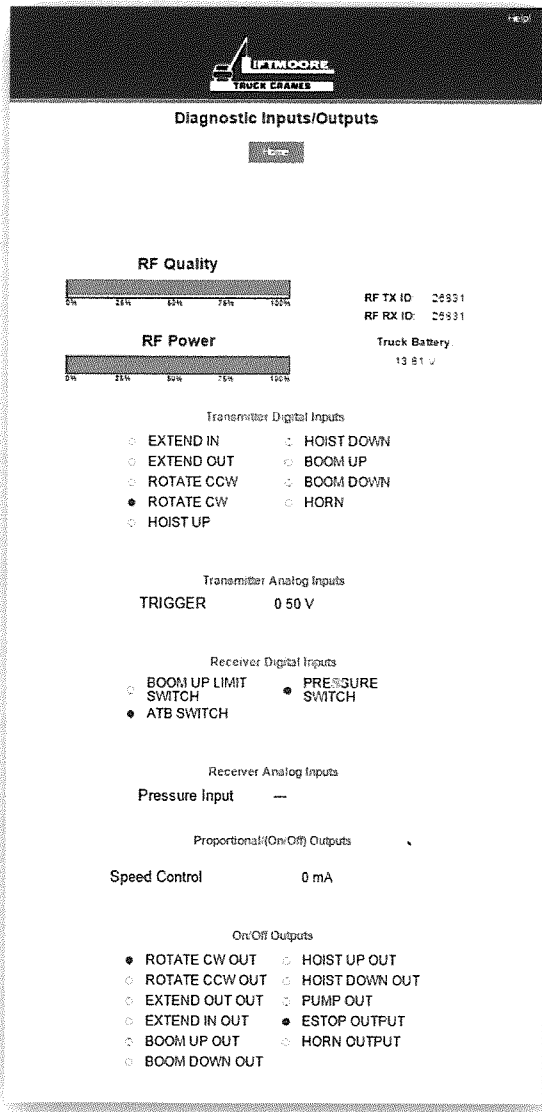 Help!
LIFTMOORE
TRUCK CRANES
Diagnostic Inputs/Outputs
Home
RF Quality
0% 25% 50% 75% 100%
RF TX ID: 26931
RF RX ID: 26931
RF Power
Truck Battery:
13.81 V
0% 25% 50% 75% 100%
Transmitter Digital Inputs
EXTEND IN HOIST DOWN
EXTEND OUT BOOM UP
ROTATE CCW BOOM DOWN
ROTATE CW HORN
HOIST UP
Transmitter Analog Inputs
TRIGGER 0.50 V
Receiver Digital Inputs
BOOM UP LIMIT SWITCH PRESSURE SWITCH
ATB SWITCH
Receiver Analog Inputs
Pressure Input ---
Proportional/(On/Off) Outputs
Speed Control 0 mA
On/Off Outputs
ROTATE CW OUT HOIST UP OUT
ROTATE CCW OUT HOIST DOWN OUT
EXTEND OUT OUT PUMP OUT
EXTEND IN OUT ESTOP OUTPUT
BOOM UP OUT HORN OUTPUT
BOOM DOWN OUT